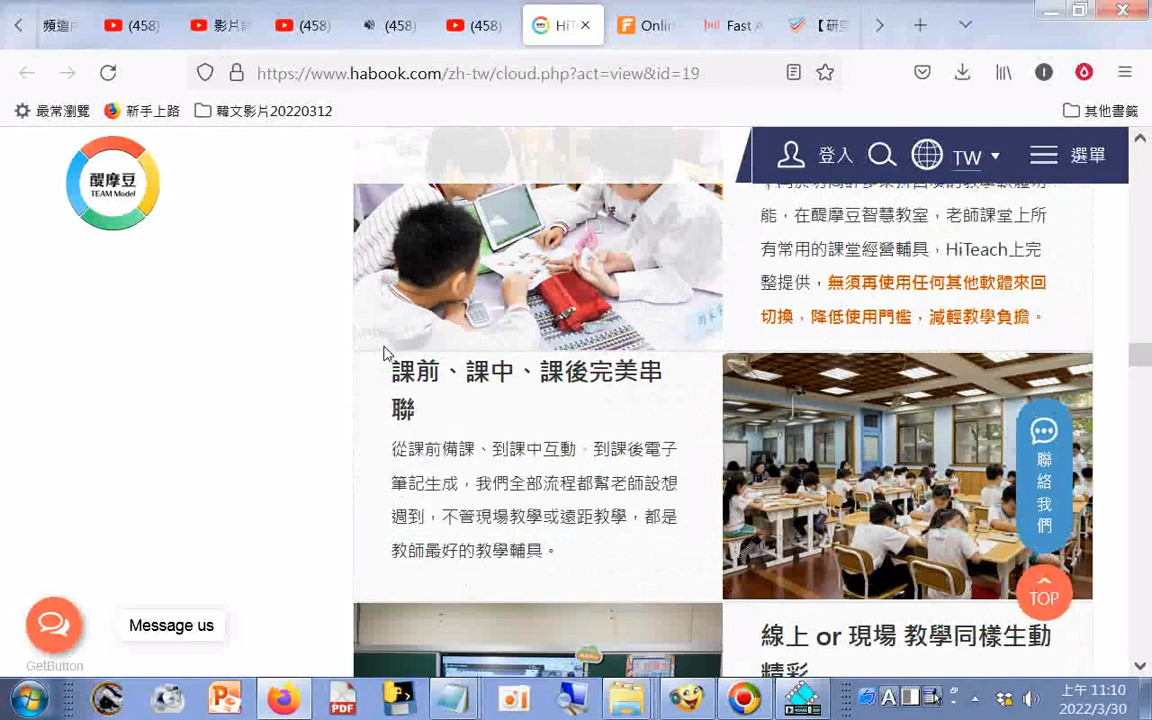 (458)
影片
(458)
(458)
(458)
HiT
Onlin
Fast A
https://www.habook.com/zh-tw/cloud.php?act=view&id=19
最常瀏覽
新手上路
韓文影片20220312
其他書籤
醍摩豆
TEAM Model
登入
TW
選單
能，在醍摩豆智慧教室，老師課堂上所
有常用的課堂經營輔具，HiTeach上完
整提供，無須再使用任何其他軟體來回
切換，降低使用門檻，減輕教學負擔。
課前、課中、課後完美串
聯
從課前備課、到課中互動。到課後電子
筆記生成，我們全部流程都幫老師設想
週到，不管現場教學或遠距教學，都是
教師最好的教學輔具。
聯
絡
我
們
TOP
線上 or 現場 教學同樣生動
精彩
Message us
GetButton
PDF
A
上午 11:10
2022/3/30